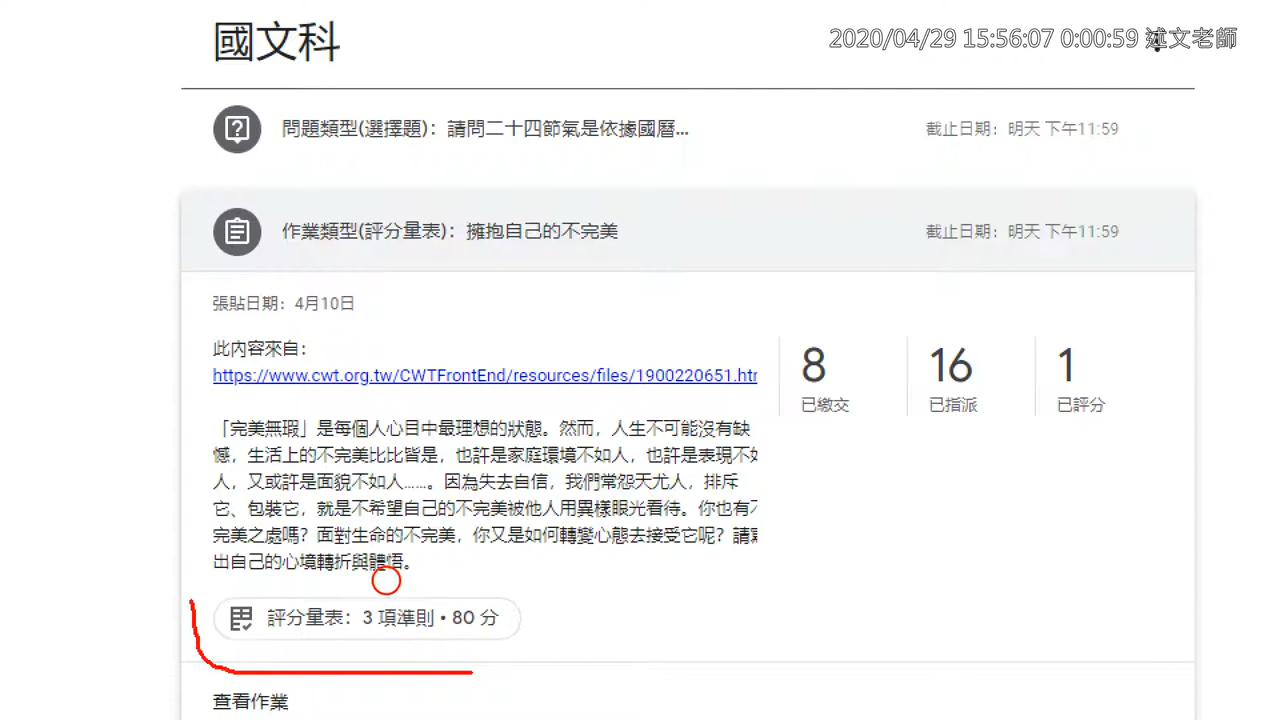 國文科
2020/04/29 15:56:07 0:00:59 述文老師
問題類型(選擇題)：請問二十四節氣是依據國曆...
截止日期：明天 下午11:59
作業類型(評分量表)：擁抱自己的不完美
截止日期：明天 下午11:59
張貼日期：4月10日
此內容來自：
https://www.cwt.org.tw/CWTFrontEnd/resources/files/1900220651.htm
8
已繳交
16
已指派
1
已評分
「完美無瑕」是每個人心目中最理想的狀態。然而，人生不可能沒有缺
憾，生活上的不完美比比皆是，也許是家庭環境不如人，也許是表現不如
人，又或許是面貌不如人......。因為失去自信，我們常怨天尤人，排斥
它、包裝它，就是不希望自己的不完美被他人用異樣眼光看待。你也有不
完美之處嗎？面對生命的不完美，你又是如何轉變心態去接受它呢？請寫
出自己的心境轉折與體悟。
評分量表：3 項準則 • 80 分
查看作業